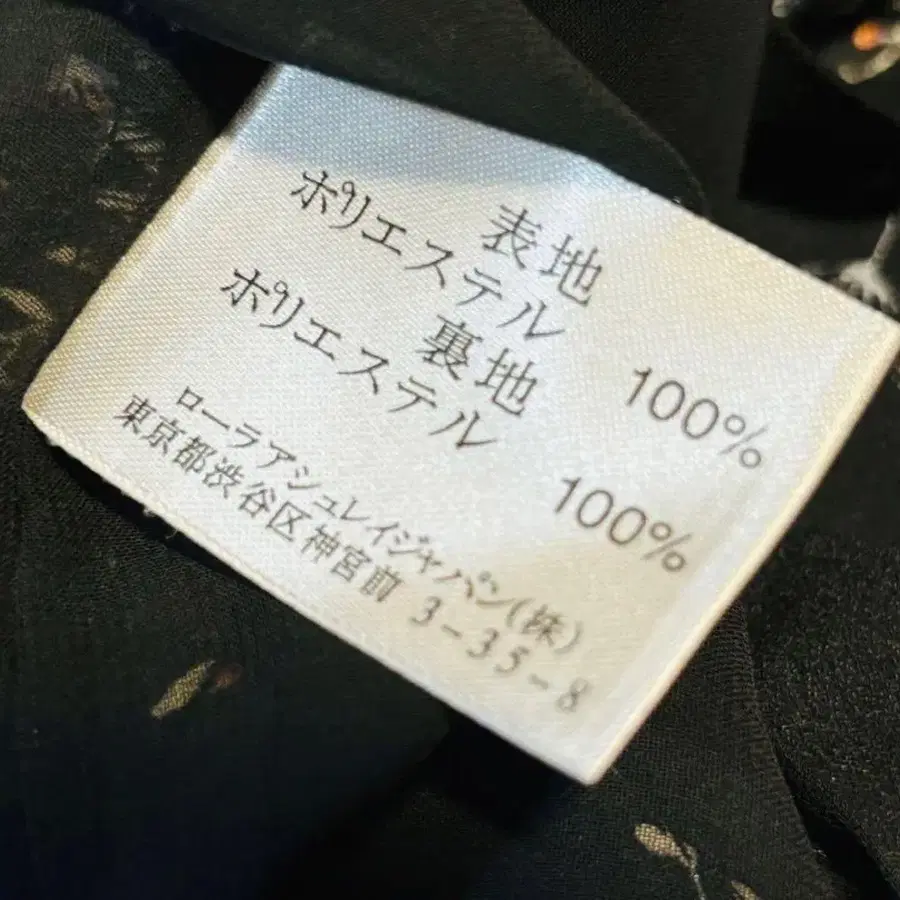 表地
ポリエステル 100%
裏地
ポリエステル 100%
ローラアシュレイジャパン(株)
東京都渋谷区神宮前 3-35-8